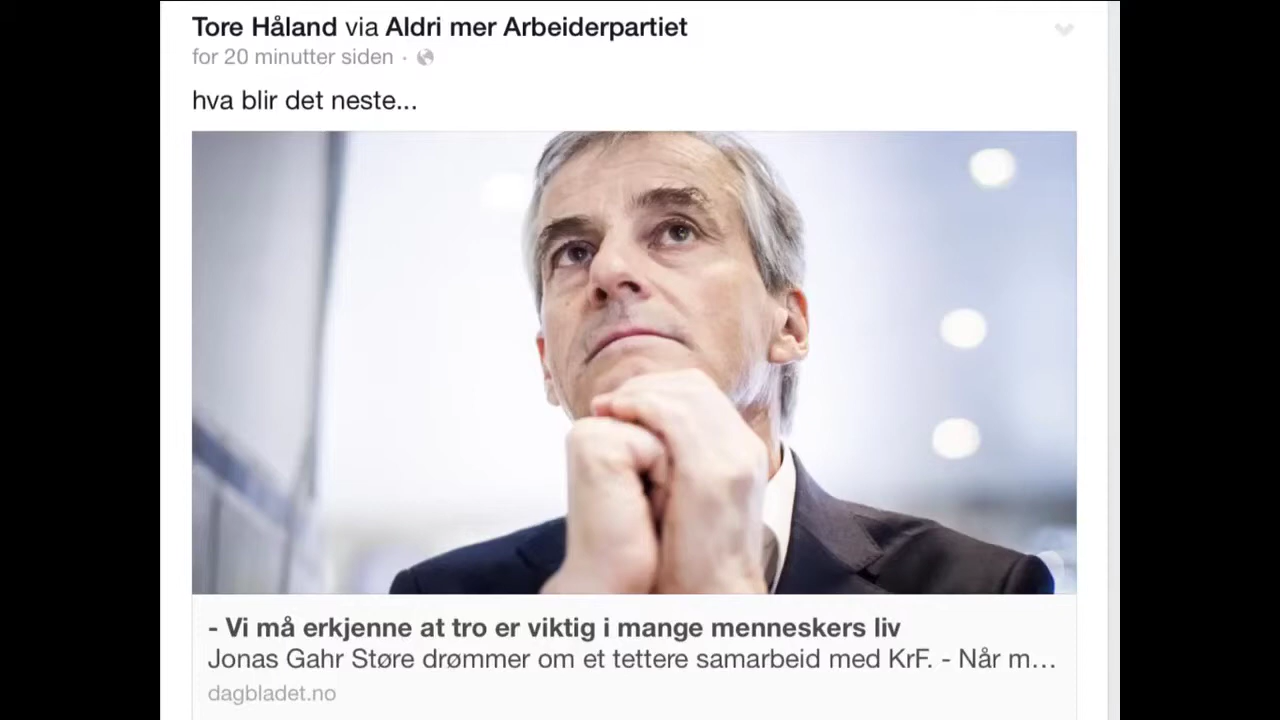 Tore Håland via Aldri mer Arbeiderpartiet
for 20 minutter siden ·
hva blir det neste...
- Vi må erkjenne at tro er viktig i mange menneskers liv
Jonas Gahr Støre drømmer om et tettere samarbeid med KrF. - Når m...
dagbladet.no